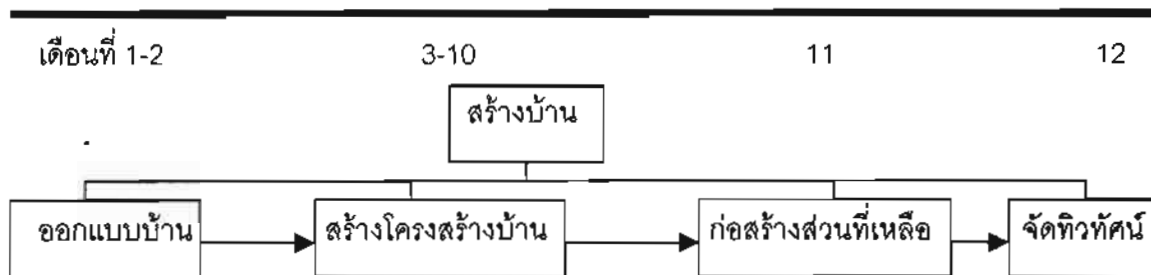 เดือนที่ 1-2 3-10 11 12
สร้างบ้าน
ออกแบบบ้าน สร้างโครงสร้างบ้าน ก่อสร้างส่วนที่เหลือ จัดทิวทัศน์